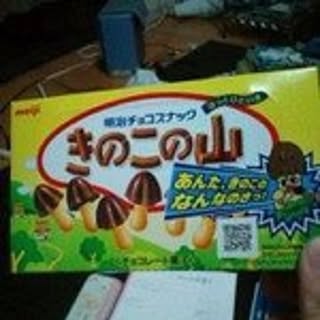 meiji
明治チョコスナック
きのこの山
あんた、きのこの
なんなのさっ!
チョコレート菓子